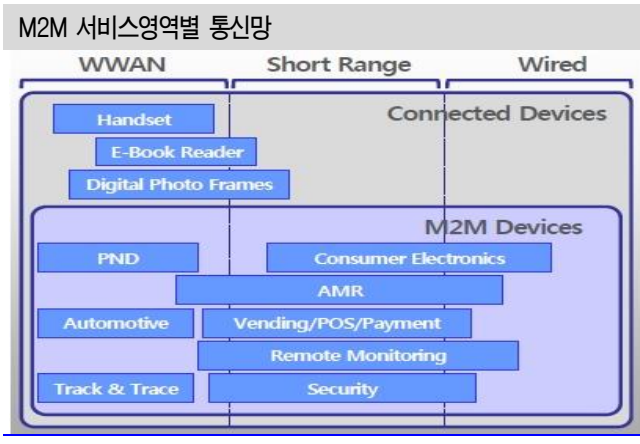 M2M 서비스영역별 통신망
WWAN Short Range Wired
Connected Devices
Handset
E-Book Reader
Digital Photo Frames
M2M Devices
PND Consumer Electronics
AMR
Automotive Vending/POS/Payment
Remote Monitoring
Track & Trace Security